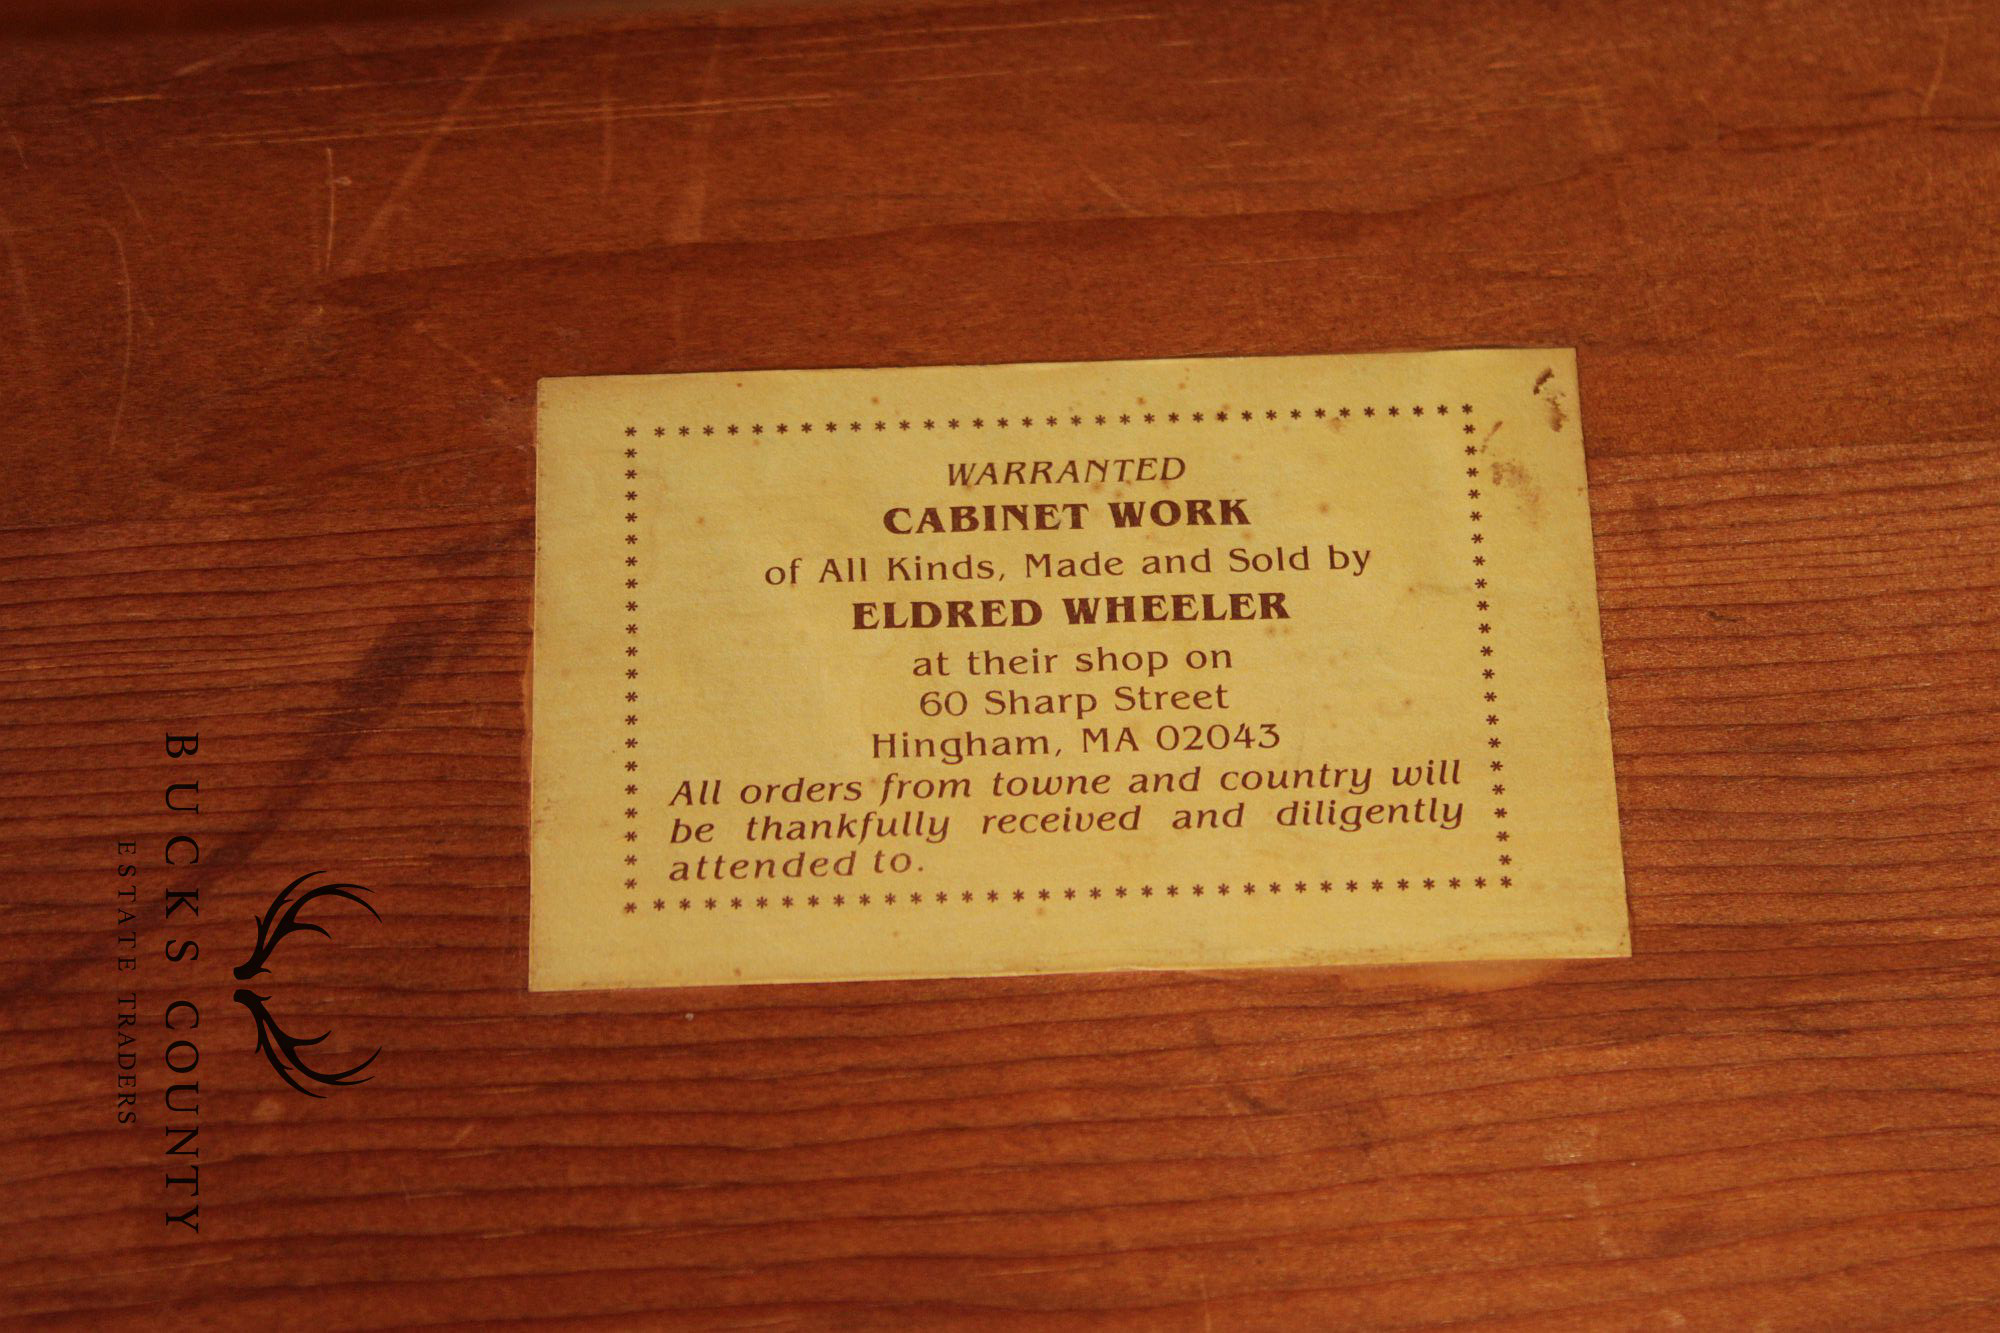 WARRANTED
CABINET WORK
of All Kinds, Made and Sold by
ELDRED WHEELER
at their shop on
60 Sharp Street
Hingham, MA 02043
All orders from towne and country will
be thankfully received and diligently
attended to.
BUCKS COUNTY
ESTATE TRADERS